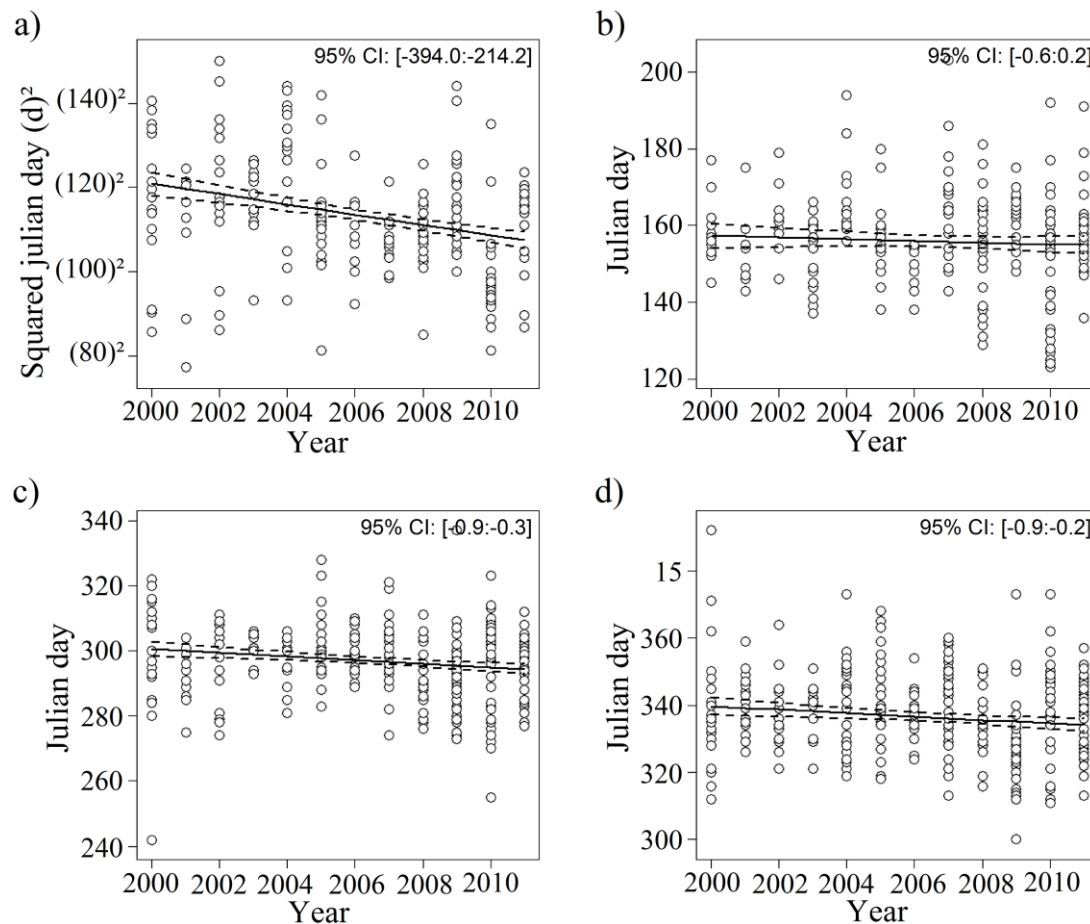 a)
95% CI: [-394.0:-214.2]
Squared julian day (d)²
(140)²
(120)²
(100)²
(80)²
2000 2002 2004 2006 2008 2010
Year
b)
95% CI: [-0.6:0.2]
Julian day
200
180
160
140
120
2000 2002 2004 2006 2008 2010
Year
c)
95% CI: [-0.9:-0.3]
Julian day
340
320
300
280
260
240
2000 2002 2004 2006 2008 2010
Year
d)
95% CI: [-0.9:-0.2]
Julian day
15
360
340
320
300
2000 2002 2004 2006 2008 2010
Year